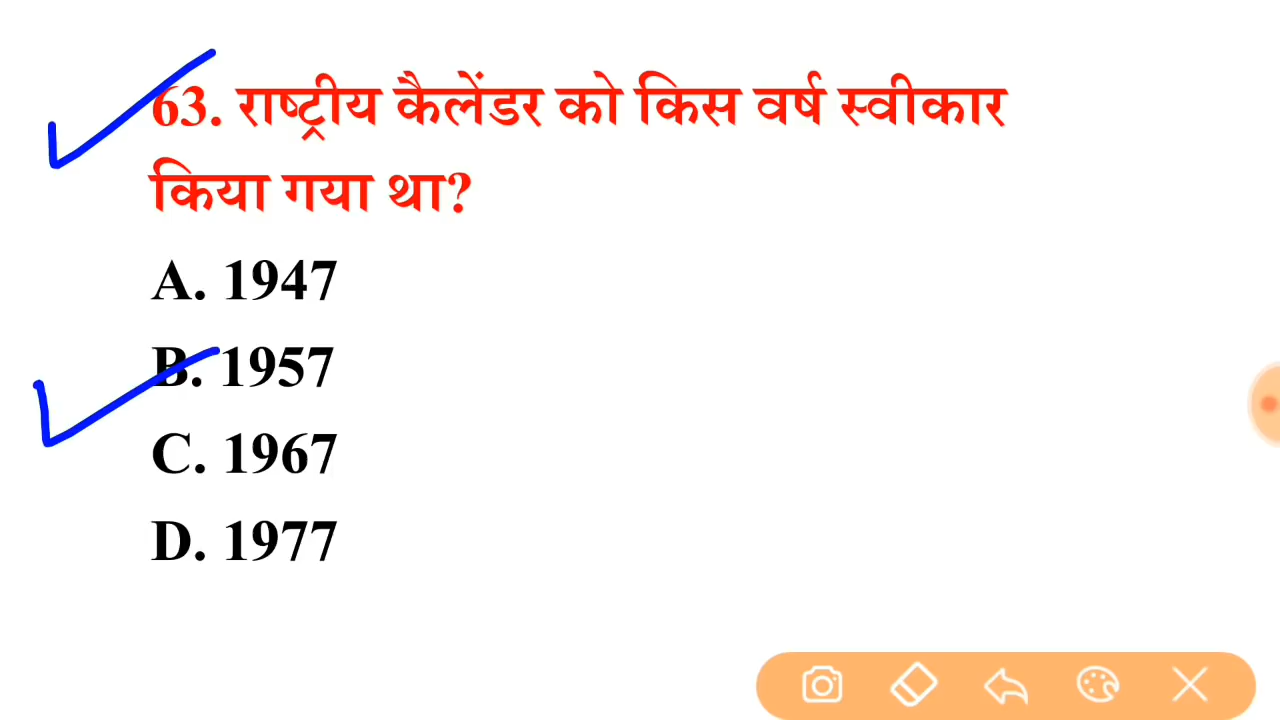 63. राष्ट्रीय कैलेंडर को किस वर्ष स्वीकार
किया गया था?
A. 1947
B. 1957
C. 1967
D. 1977